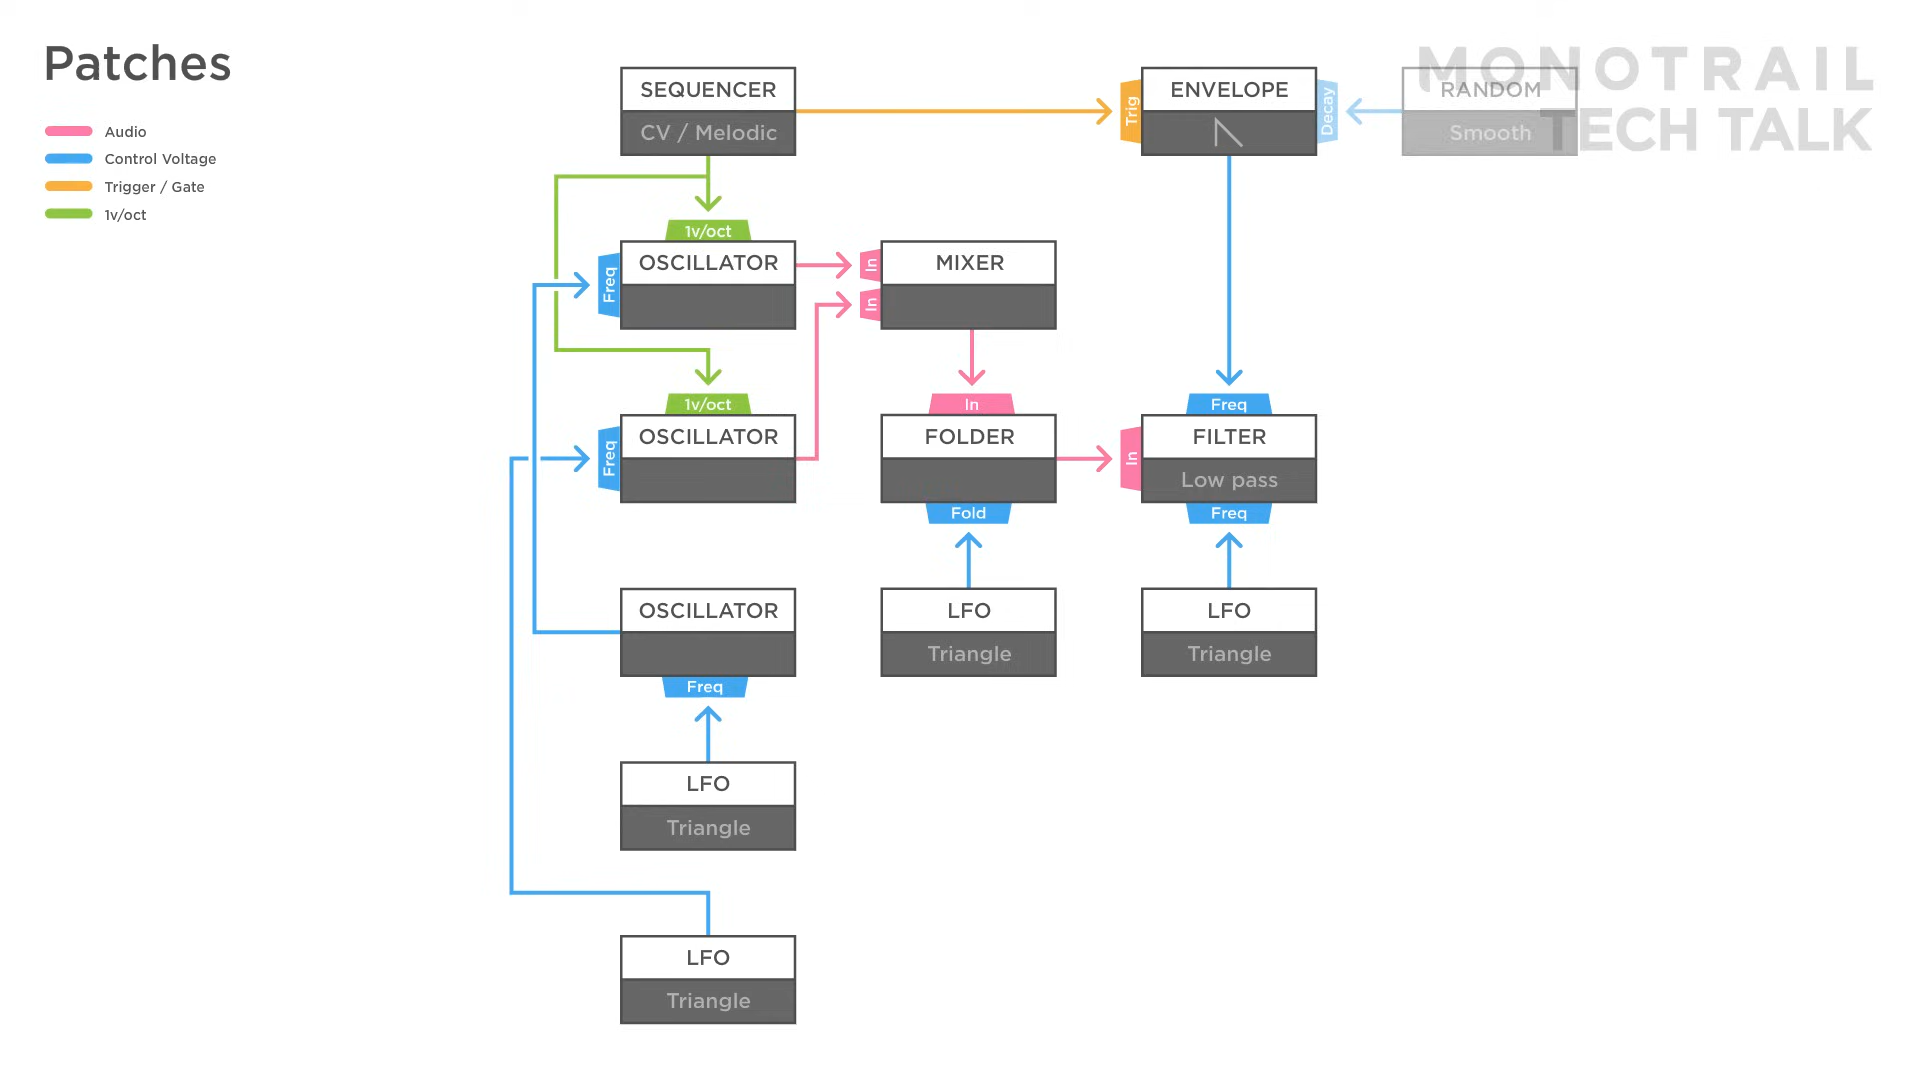 Patches
MONOTRAIL
TECH TALK
Audio
Control Voltage
Trigger / Gate
1v/oct
SEQUENCER
CV / Melodic
Trig
ENVELOPE
Decay
RANDOM
Smooth
1v/oct
Freq
OSCILLATOR
In
In
MIXER
1v/oct
Freq
OSCILLATOR
In
FOLDER
Fold
Freq
In
FILTER
Low pass
Freq
OSCILLATOR
Freq
LFO
Triangle
LFO
Triangle
LFO
Triangle
LFO
Triangle